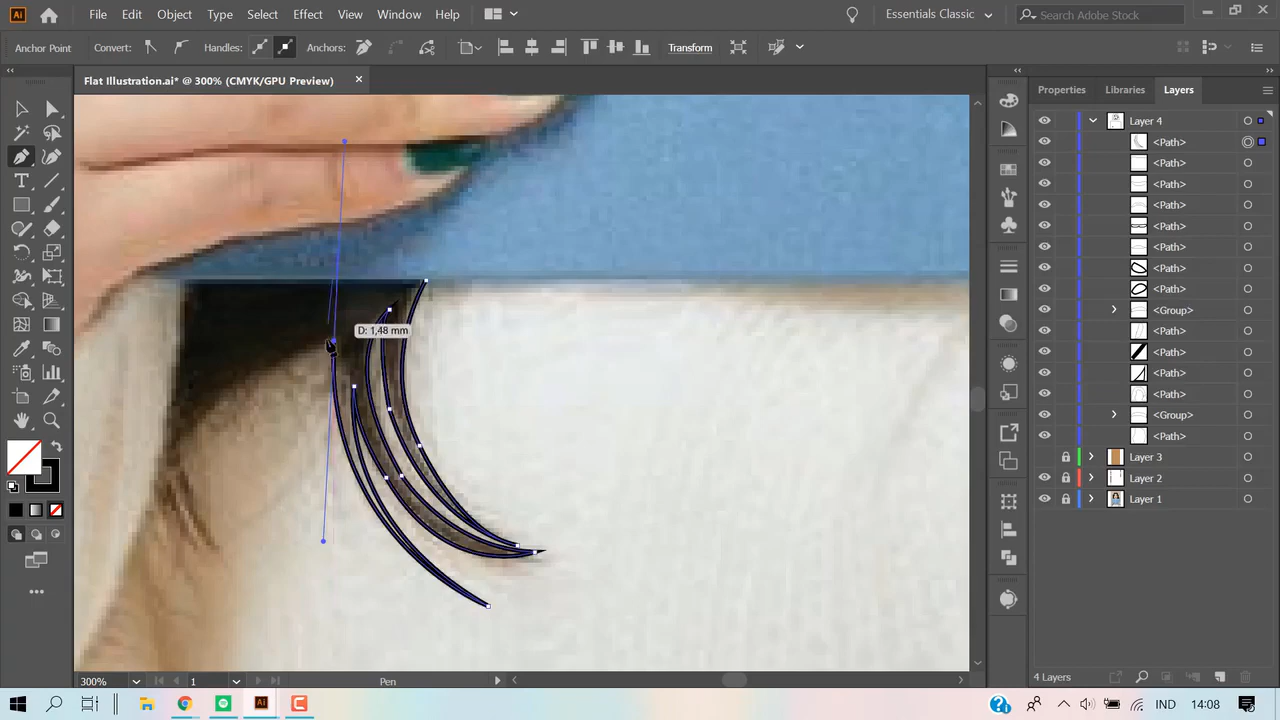 Ai File Edit Object Type Select Effect View Window Help Essentials Classic Search Adobe Stock
Anchor Point Convert: Handles: Anchors: Transform
Flat Illustration.ai* @ 300% (CMYK/GPU Preview)
Properties Libraries Layers
Layer 4
<Path>
<Path>
<Path>
<Path>
<Path>
<Path>
<Path>
<Path>
<Group>
<Path>
<Path>
<Path>
<Path>
<Group>
<Path>
Layer 3
Layer 2
Layer 1
D: 1,48 mm
300% 1 Pen 4 Layers
Ai IND 14:08